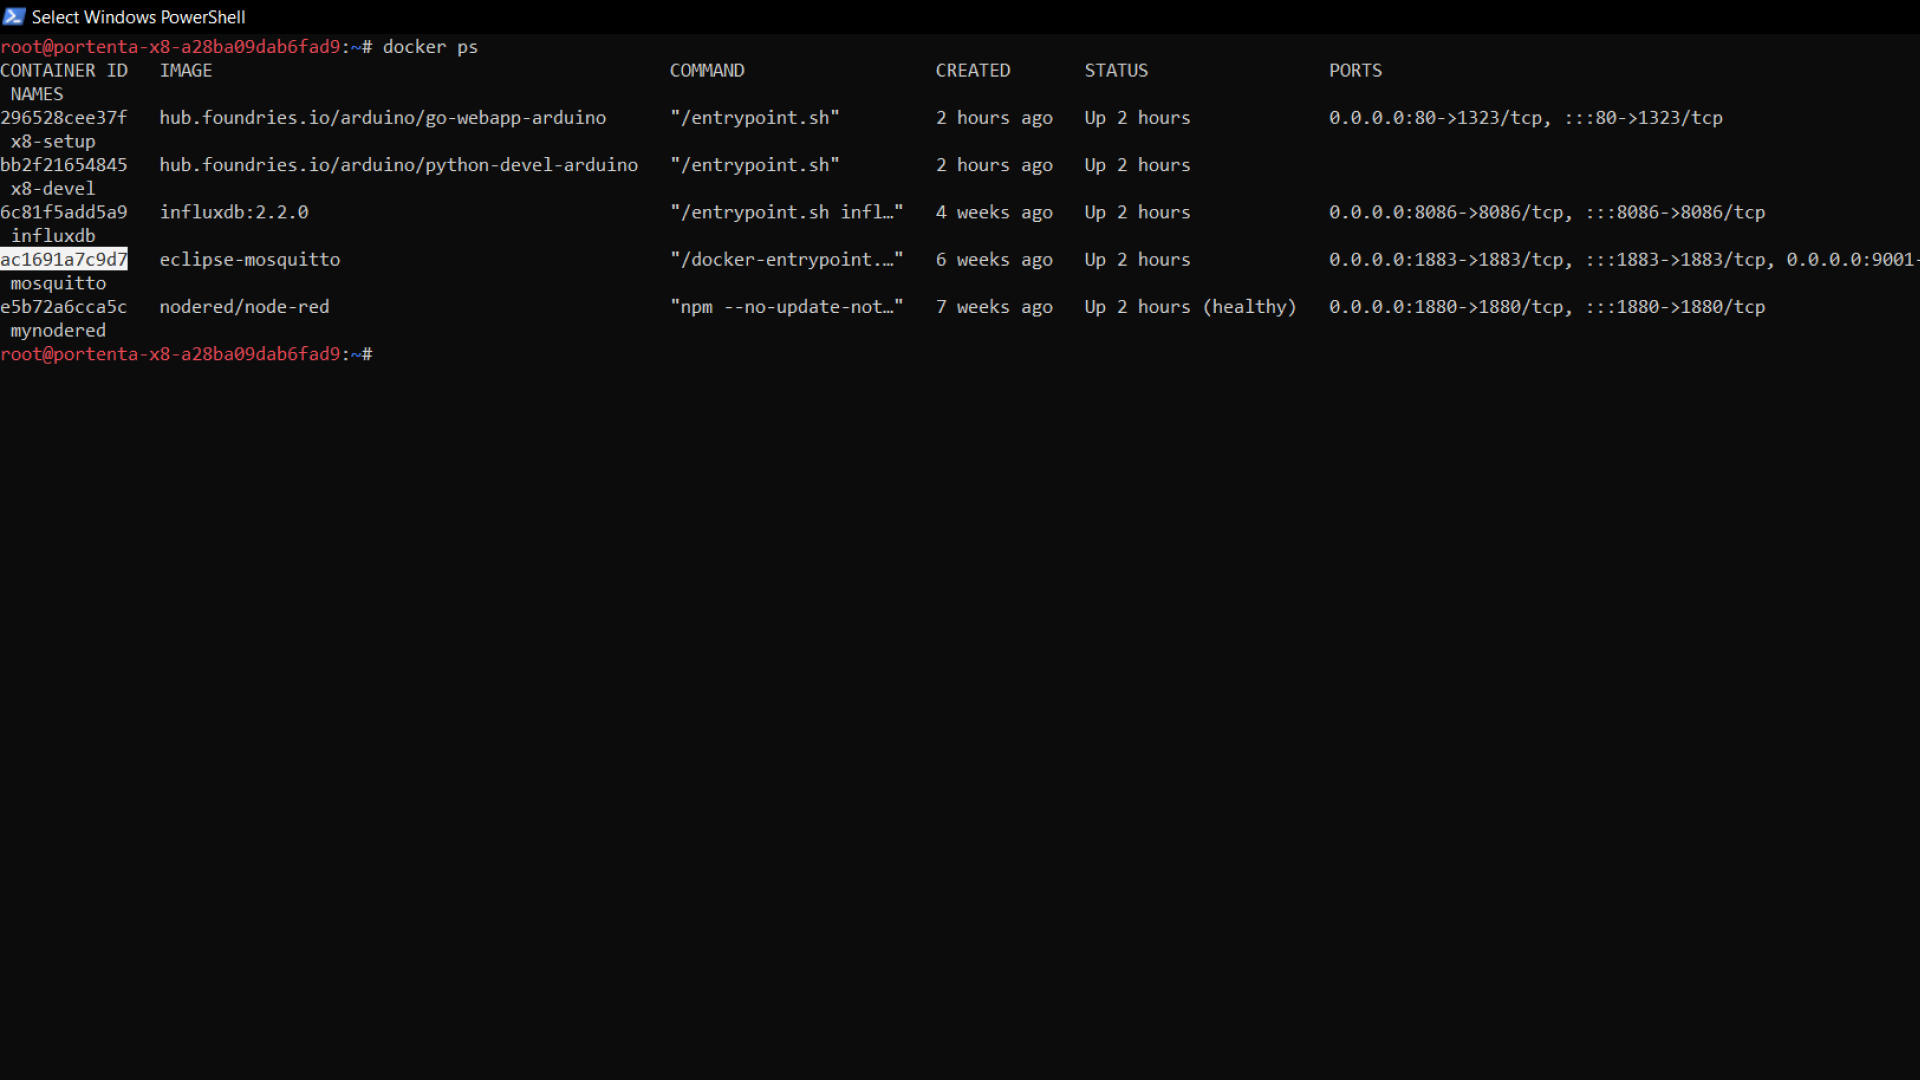 Select Windows PowerShell
root@portenta-x8-a28ba09dab6fad9:~# docker ps
CONTAINER ID   IMAGE                                           COMMAND                  CREATED       STATUS                 PORTS
 NAMES
296528cee37f   hub.foundries.io/arduino/go-webapp-arduino      "/entrypoint.sh"         2 hours ago   Up 2 hours             0.0.0.0:80->1323/tcp, :::80->1323/tcp
 x8-setup
bb2f21654845   hub.foundries.io/arduino/python-devel-arduino   "/entrypoint.sh"         2 hours ago   Up 2 hours
 x8-devel
6c81f5add5a9   influxdb:2.2.0                                  "/entrypoint.sh infl…"   4 weeks ago   Up 2 hours             0.0.0.0:8086->8086/tcp, :::8086->8086/tcp
 influxdb
ac1691a7c9d7   eclipse-mosquitto                               "/docker-entrypoint.…"   6 weeks ago   Up 2 hours             0.0.0.0:1883->1883/tcp, :::1883->1883/tcp, 0.0.0.0:9001-
 mosquitto
e5b72a6cca5c   nodered/node-red                                "npm --no-update-not…"   7 weeks ago   Up 2 hours (healthy)   0.0.0.0:1880->1880/tcp, :::1880->1880/tcp
 mynodered
root@portenta-x8-a28ba09dab6fad9:~#